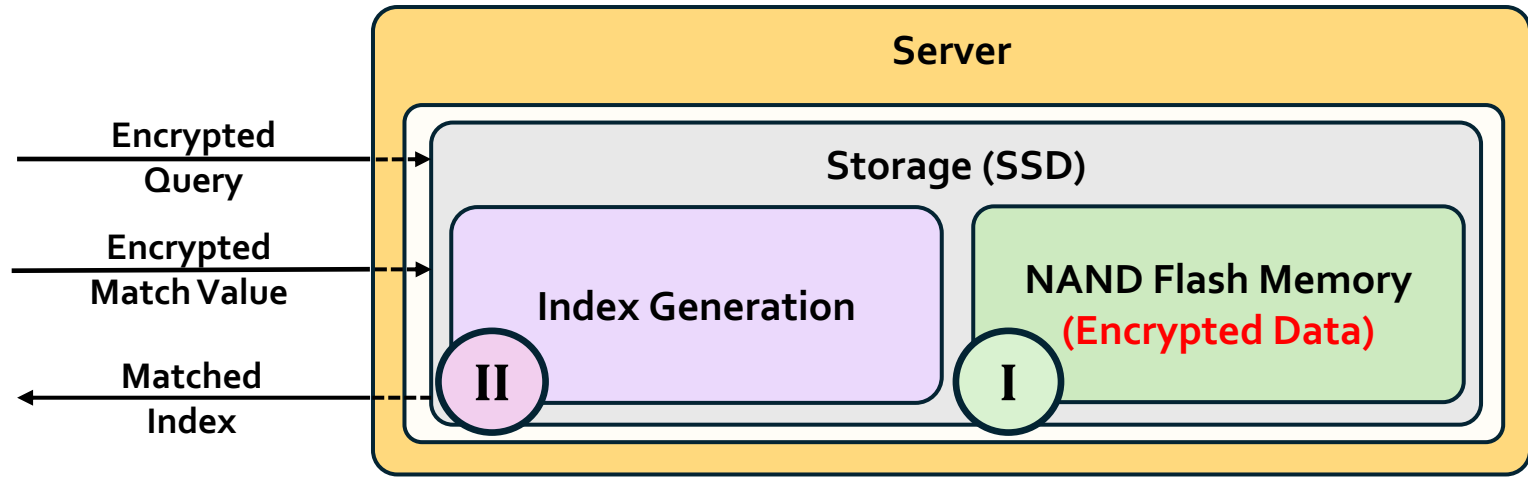 Server
Encrypted
Query
Storage (SSD)
Encrypted
Match Value
Index Generation
NAND Flash Memory
(Encrypted Data)
Matched
Index
II
I